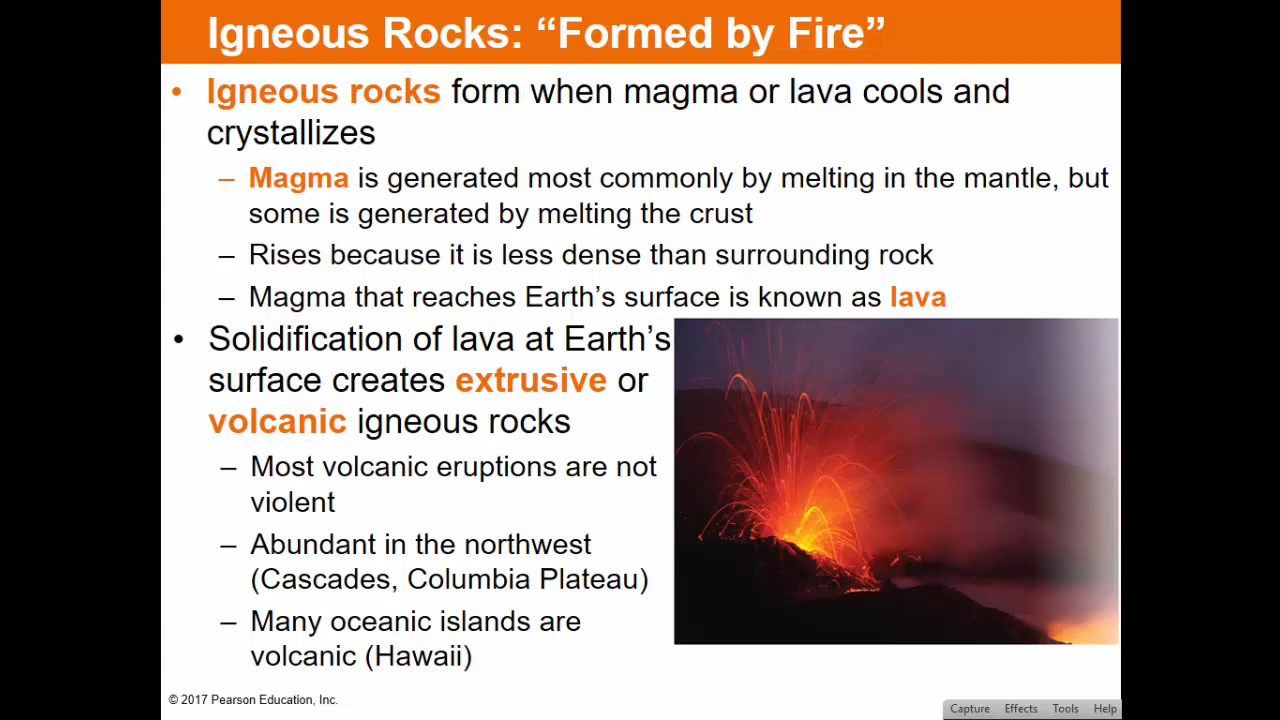 Igneous Rocks: “Formed by Fire”
• Igneous rocks form when magma or lava cools and
crystallizes
– Magma is generated most commonly by melting in the mantle, but
some is generated by melting the crust
– Rises because it is less dense than surrounding rock
– Magma that reaches Earth’s surface is known as lava
• Solidification of lava at Earth’s
surface creates extrusive or
volcanic igneous rocks
– Most volcanic eruptions are not
violent
– Abundant in the northwest
(Cascades, Columbia Plateau)
– Many oceanic islands are
volcanic (Hawaii)
© 2017 Pearson Education, Inc.
Capture Effects Tools Help